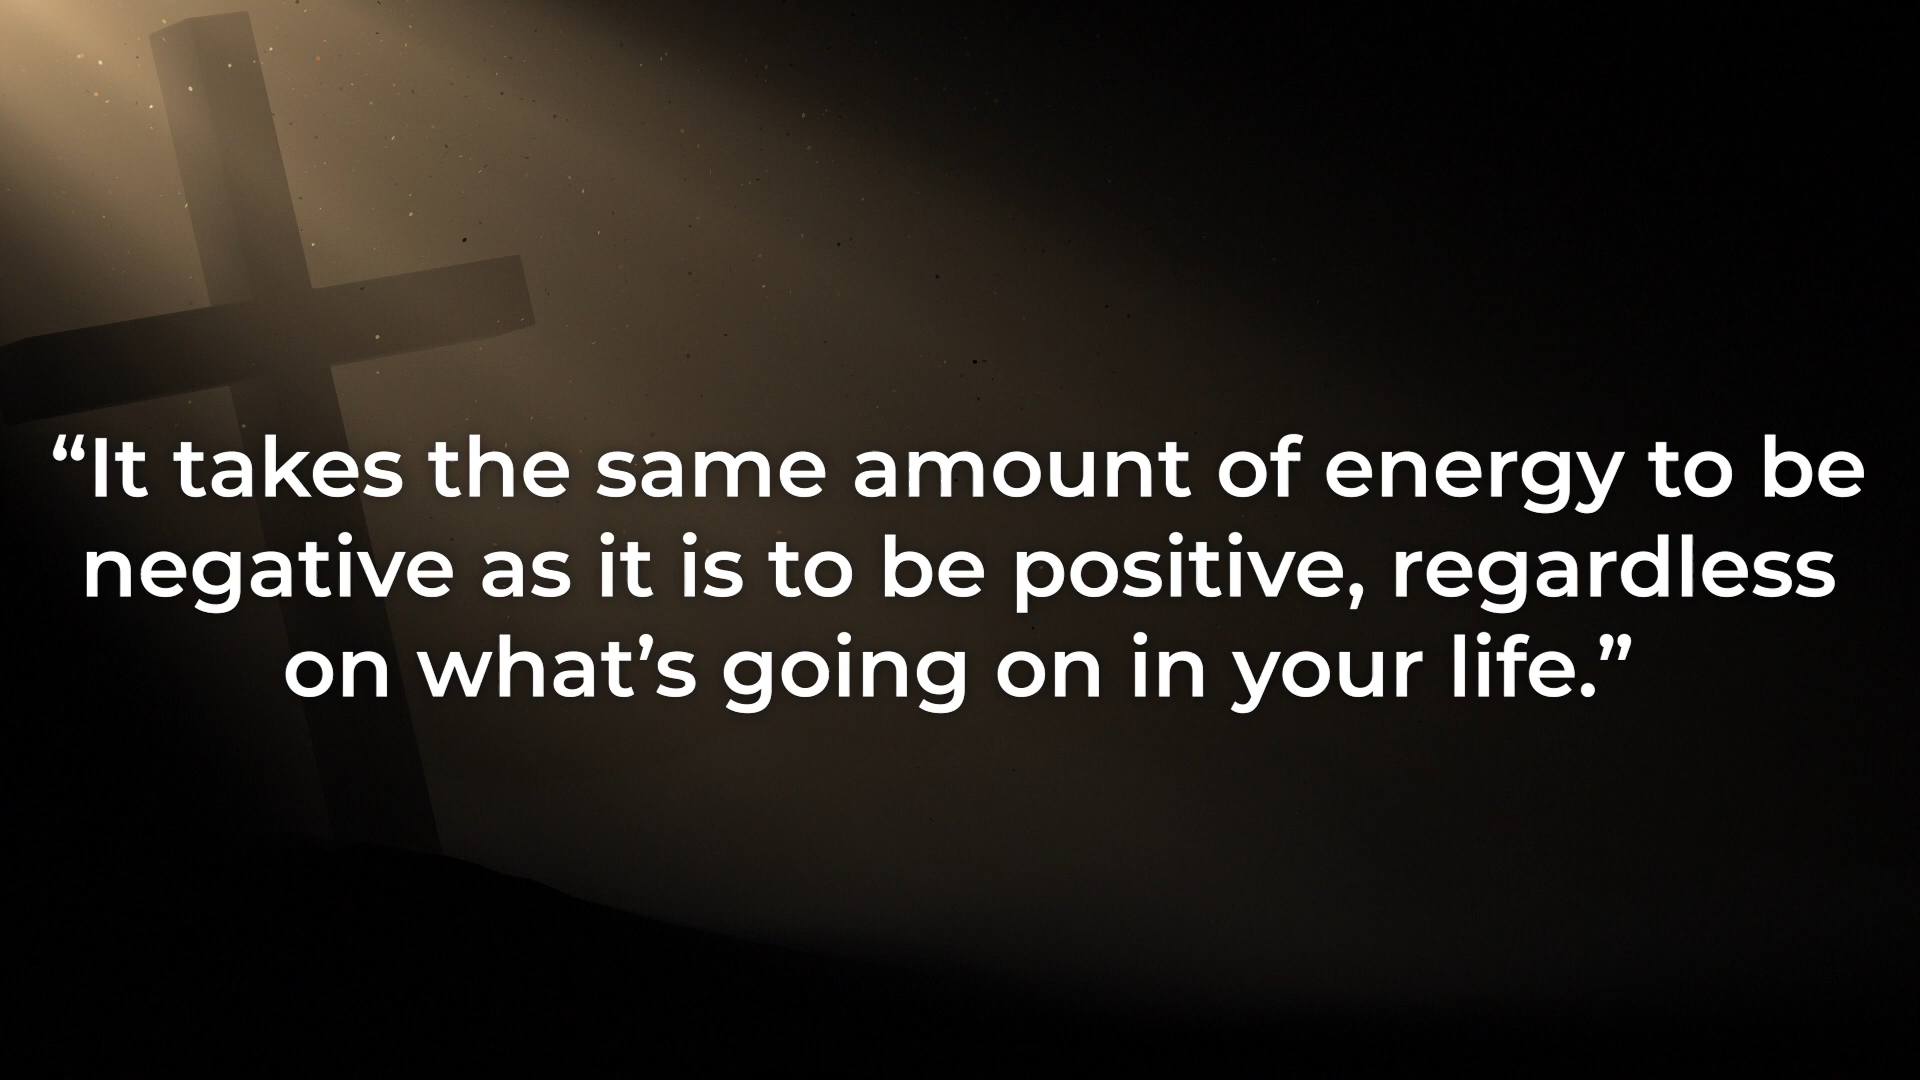 “It takes the same amount of energy to be
negative as it is to be positive, regardless
on what’s going on in your life.”